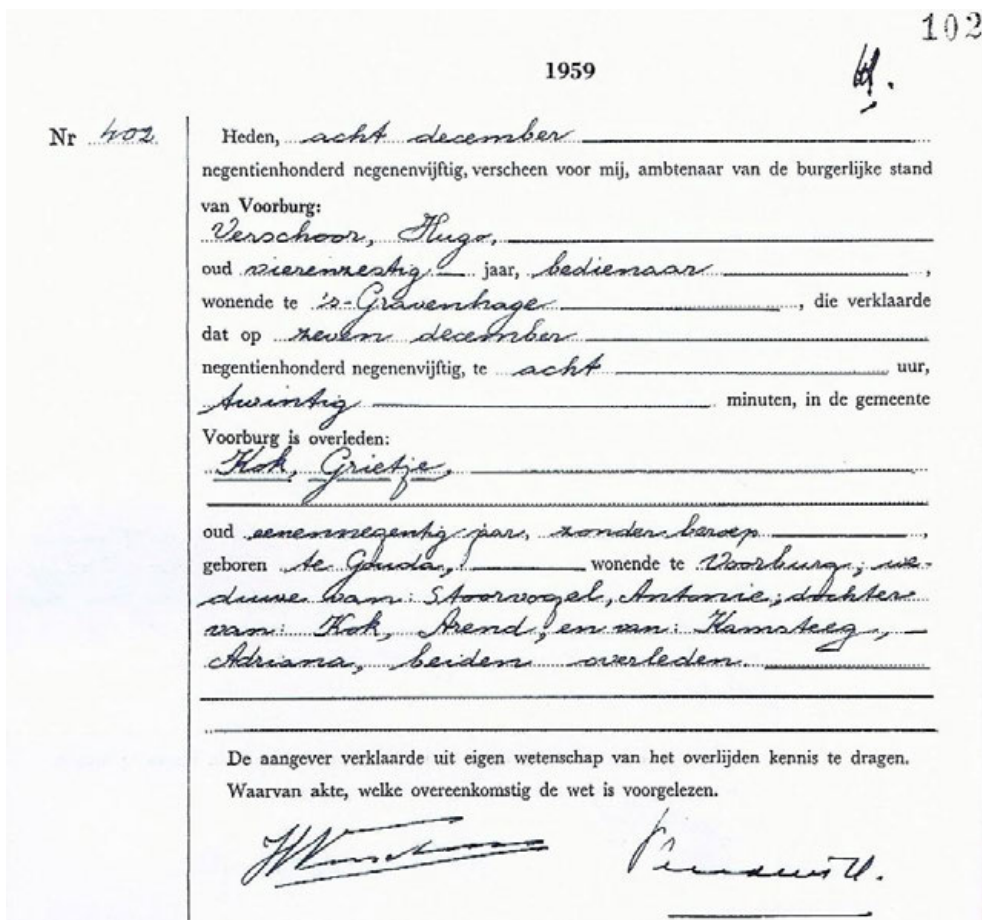 102
1959
Nr 402
Heden, acht december
negentienhonderd negenenvijftig, verscheen voor mij, ambtenaar van de burgerlijke stand
van Voorburg:
Verschoor, Hugo,
oud vierenzestig jaar, bedienaar ,
wonende te 's-Gravenhage , die verklaarde
dat op zeven december
negentienhonderd negenenvijftig, te acht uur,
twintig minuten, in de gemeente
Voorburg is overleden:
Kok, Grietje,
oud eenennegentig jaar, zonder beroep ,
geboren te Gouda, wonende te Voorburg, we-
duwe van: Stoorvogel, Antonie; dochter
van: Kok, Arend, en van: Kamsteeg,
Adriana, beiden overleden.
De aangever verklaarde uit eigen wetenschap van het overlijden kennis te dragen.
Waarvan akte, welke overeenkomstig de wet is voorgelezen.
HVerschoor